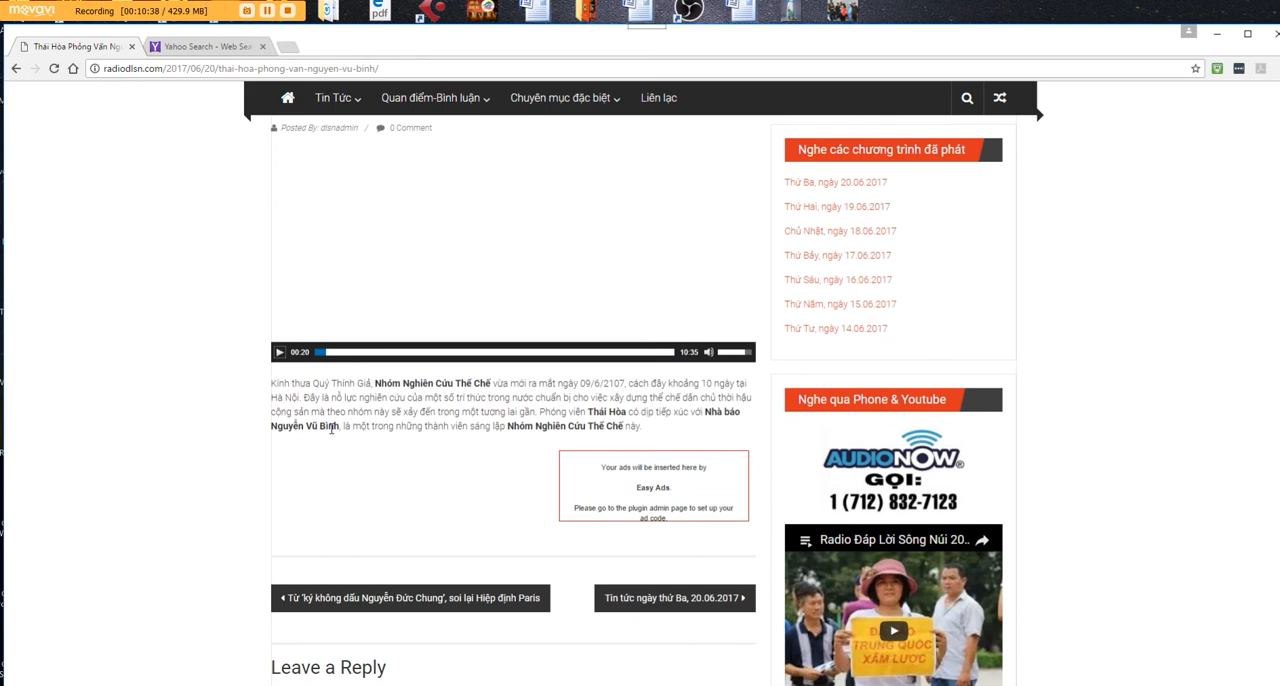 movavi Recording [00:10:38 / 429.9 MB]
pdf
Thái Hòa Phỏng Vấn Ng
Yahoo Search - Web Sea
radiodlsn.com/2017/06/20/thai-hoa-phong-van-nguyen-vu-binh/
Tin Tức Quan điểm-Bình luận Chuyên mục đặc biệt Liên lạc
Posted By: dlsnadmin / 0 Comment
00:20 10:35
Kính thưa Quý Thính Giả, Nhóm Nghiên Cứu Thể Chế vừa mới ra mắt ngày 09/6/2107, cách đây khoảng 10 ngày tại
Hà Nội. Đây là nỗ lực nghiên cứu của một số trí thức trong nước chuẩn bị cho việc xây dựng thể chế dân chủ thời hậu
cộng sản mà theo nhóm này sẽ xảy đến trong một tương lai gần. Phóng viên Thái Hòa có dịp tiếp xúc với Nhà báo
Nguyễn Vũ Bình, là một trong những thành viên sáng lập Nhóm Nghiên Cứu Thể Chế này.
Your ads will be inserted here by
Easy Ads.
Please go to the plugin admin page to set up your
ad code.
Từ 'ký không dấu Nguyễn Đức Chung', soi lại Hiệp định Paris
Tin tức ngày thứ Ba, 20.06.2017
Leave a Reply
Nghe các chương trình đã phát
Thứ Ba, ngày 20.06.2017
Thứ Hai, ngày 19.06.2017
Chủ Nhật, ngày 18.06.2017
Thứ Bảy, ngày 17.06.2017
Thứ Sáu, ngày 16.06.2017
Thứ Năm, ngày 15.06.2017
Thứ Tư, ngày 14.06.2017
Nghe qua Phone & Youtube
AUDIONOW
GỌI:
1 (712) 832-7123
Radio Đáp Lời Sông Núi 20..
TRUNG QUỐC
XÂM LƯỢC